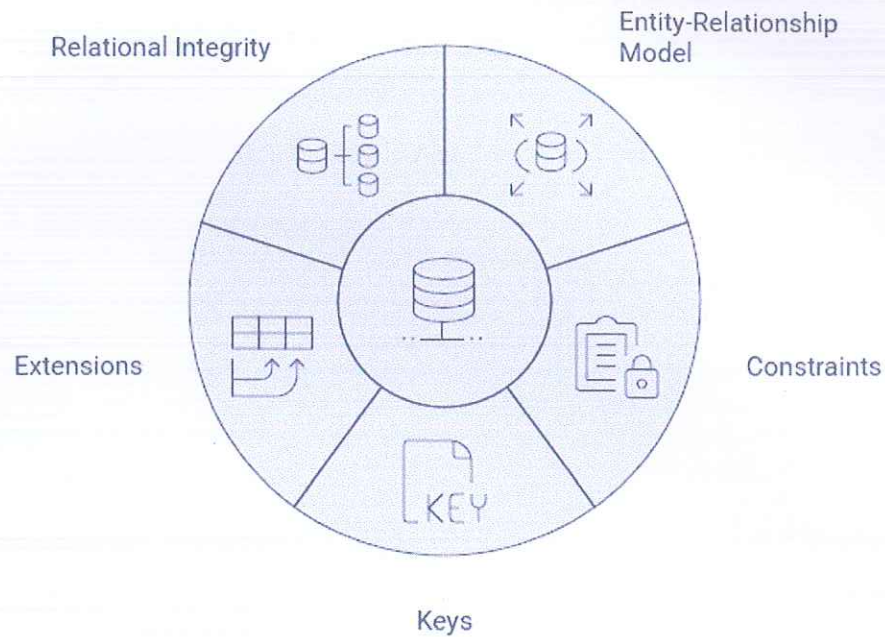 Relational Integrity
Entity-Relationship
Model
Extensions
Constraints
KEY
Keys